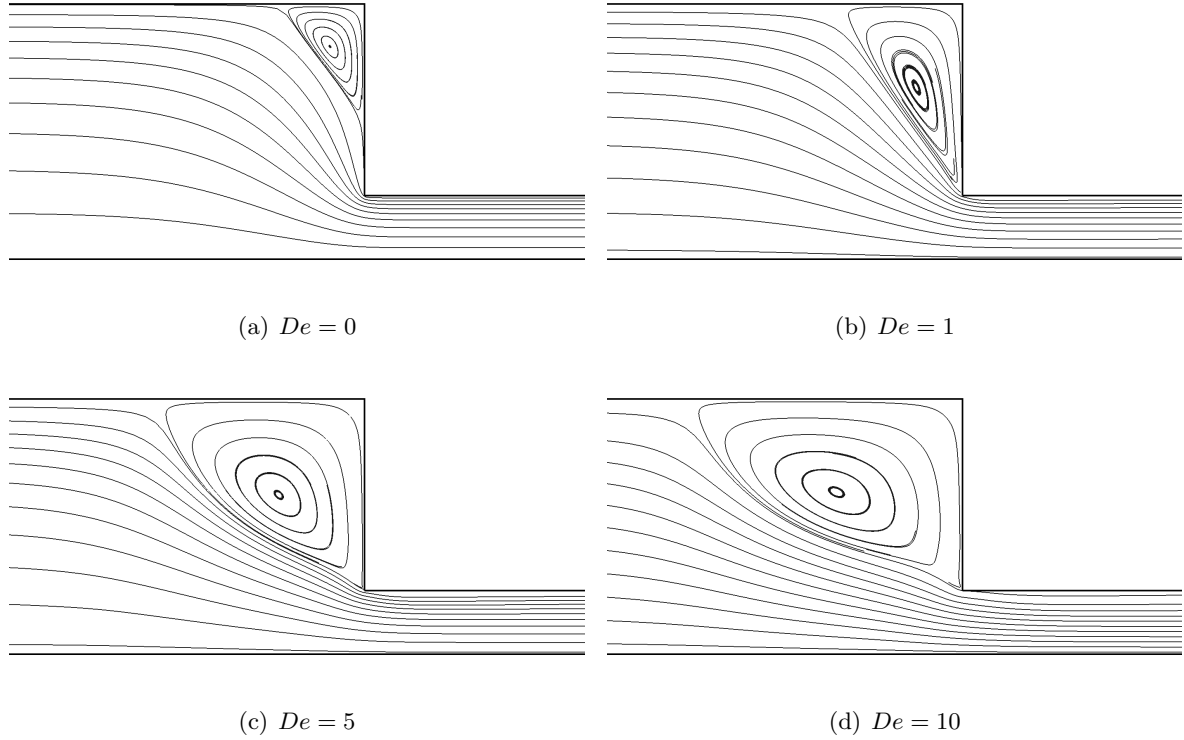 (a) De = 0
(b) De = 1
(c) De = 5
(d) De = 10